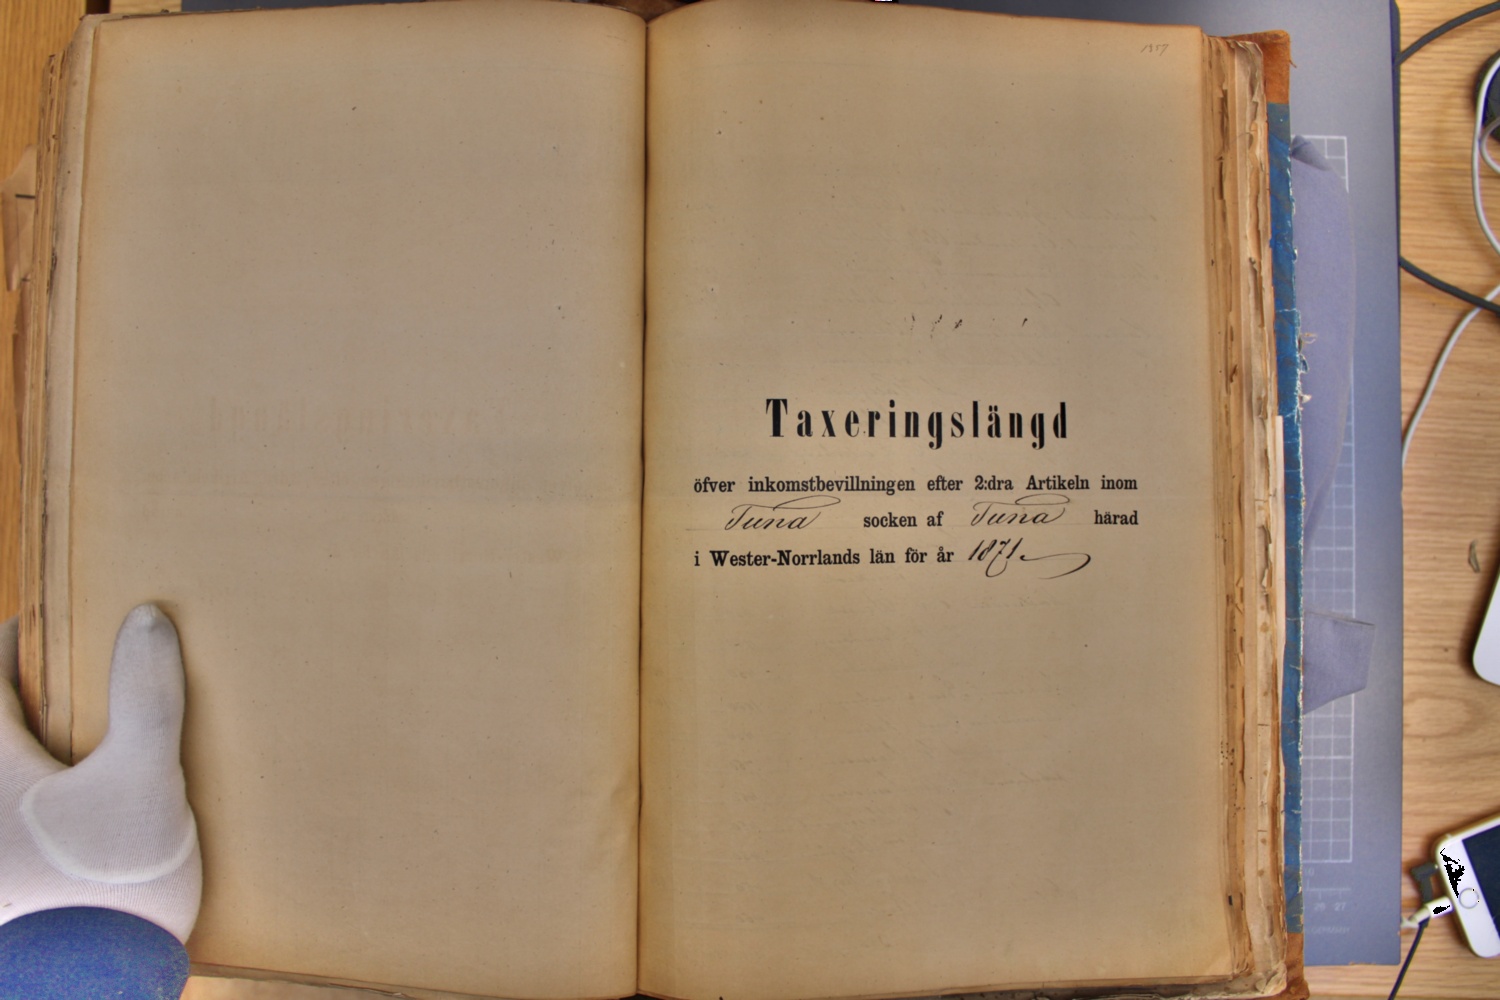 1357
Taxeringslängd
öfver inkomstbevillningen efter 2:dra Artikeln inom
Tuna socken af Tuna härad
i Wester-Norrlands län för år 1871.